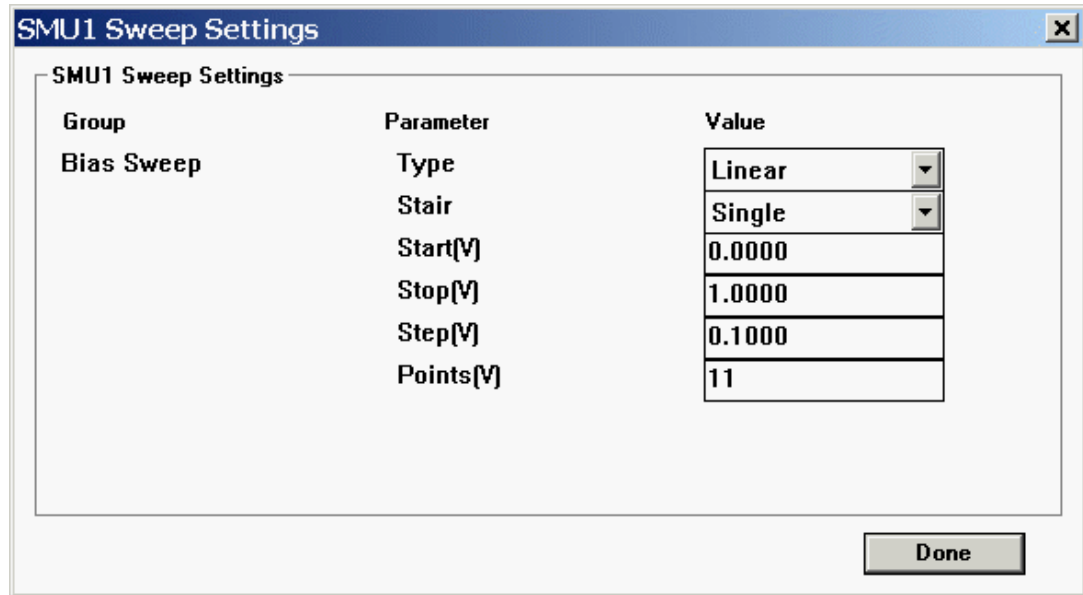 SMU1 Sweep Settings
SMU1 Sweep Settings
Group Parameter Value
Bias Sweep Type Linear
Stair Single
Start(V) 0.0000
Stop(V) 1.0000
Step(V) 0.1000
Points(V) 11
Done